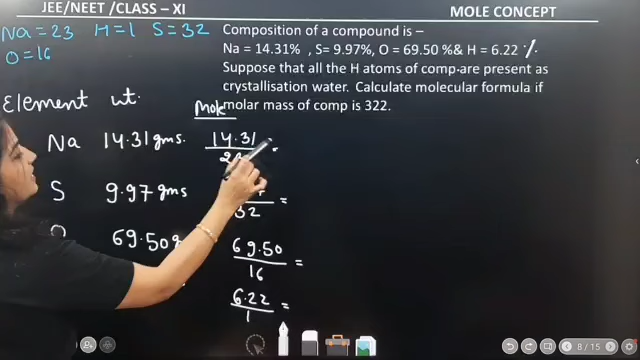 JEE/NEET /CLASS – XI
MOLE CONCEPT
Na = 23 H = 1 S = 32
O = 16
Composition of a compound is –
Na = 14.31% , S= 9.97%, O = 69.50 %& H = 6.22 %.
Suppose that all the H atoms of comp-are present as
crystallisation water. Calculate molecular formula if
molar mass of comp is 322.
Element wt. Mole
Na 14.31 gms. 14.31
S 9.97 gms
32 =
69.50 69.50
16 =
6.22
1 =
8 / 15